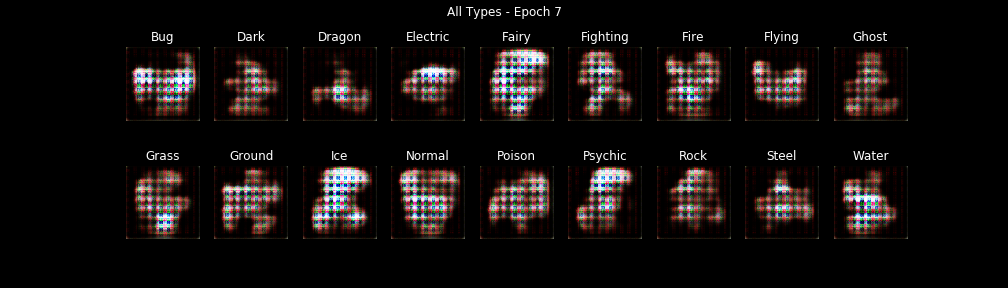 All Types - Epoch 7
Bug Dark Dragon Electric Fairy Fighting Fire Flying Ghost
Grass Ground Ice Normal Poison Psychic Rock Steel Water